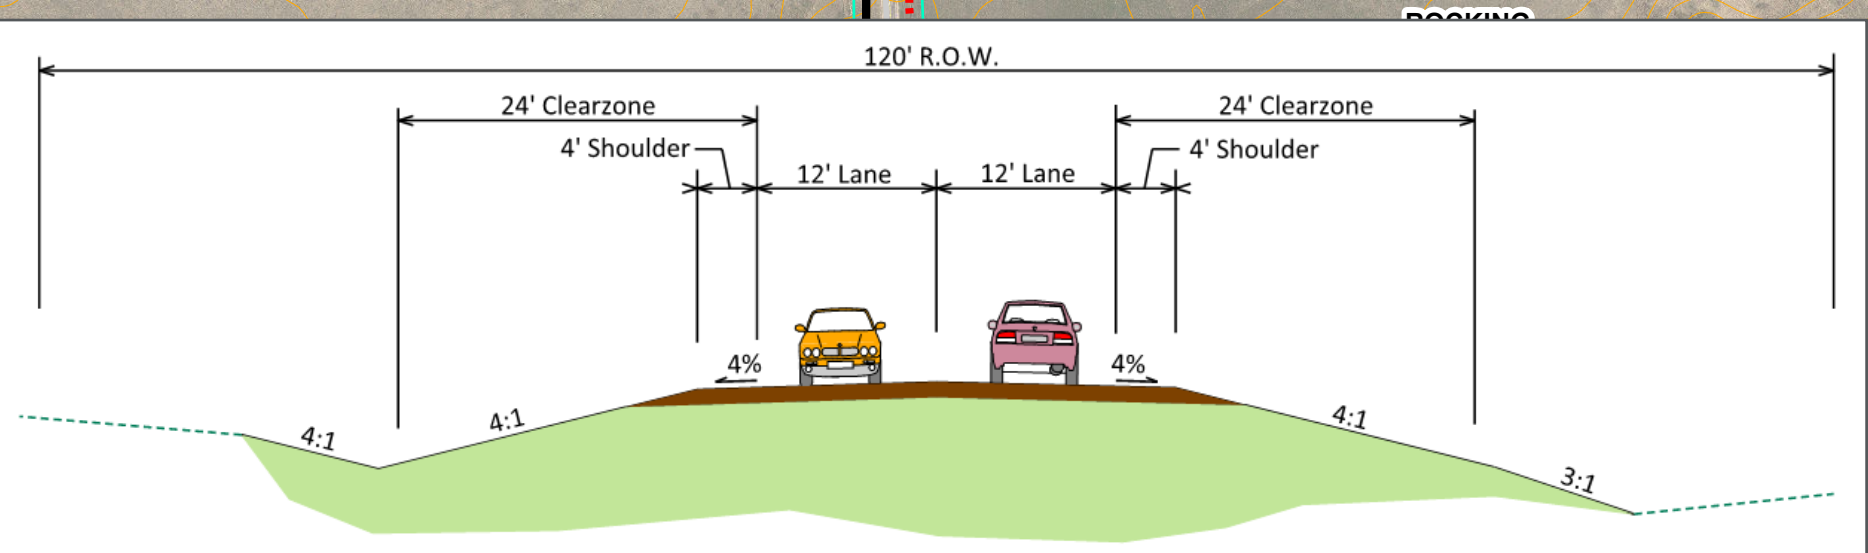 ROCKING
120' R.O.W.
24' Clearzone
24' Clearzone
4' Shoulder
4' Shoulder
12' Lane
12' Lane
4%
4%
4:1
4:1
4:1
3:1